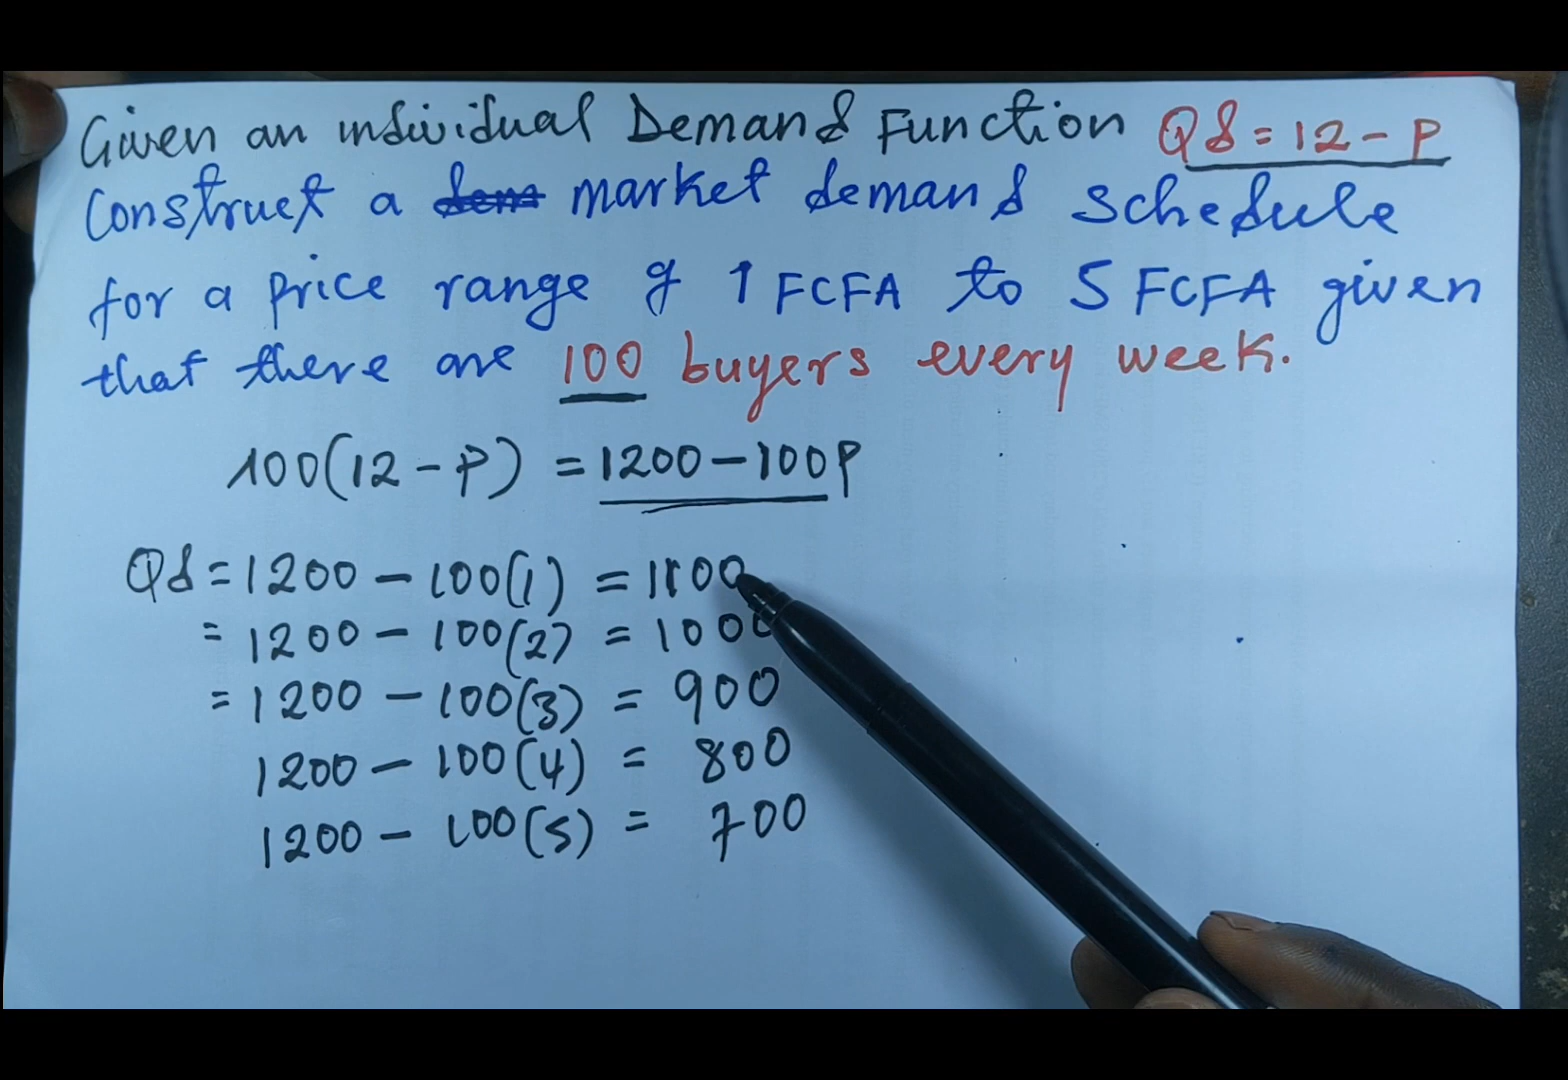 Given an individual Demand Function Qd = 12 - P
Construct a dem market demand schedule
for a price range of 1 FCFA to 5 FCFA given
that there are 100 buyers every week.
100(12 - P) = 1200 - 100P
Qd = 1200 - 100(1) = 1100
= 1200 - 100(2) = 1000
= 1200 - 100(3) = 900
1200 - 100(4) = 800
1200 - 100(5) = 700